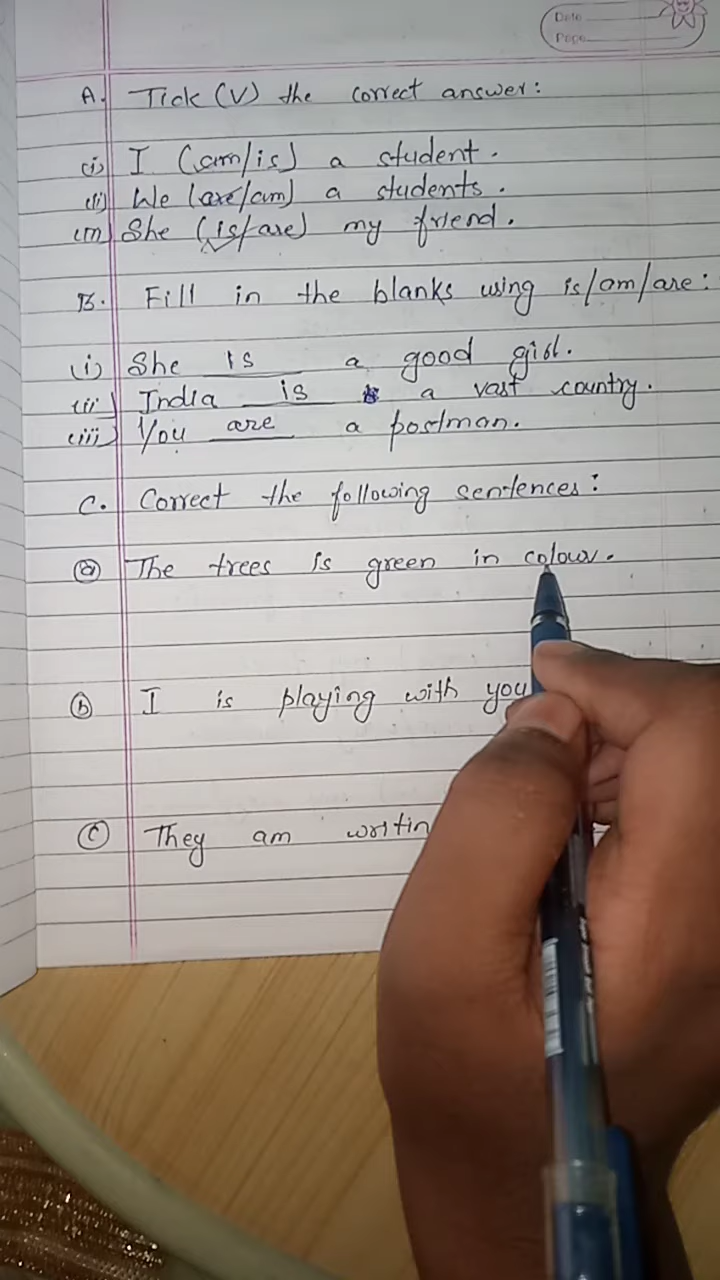 Date
Page
A. Tick (√) the correct answer:
(i) I (am/is) a student.
(ii) We (are/am) a students.
(iii) She (is/are) my friend.
B. Fill in the blanks using is/am/are:
(i) She is a good girl.
(ii) India is a vast country.
(iii) You are a postman.
C. Correct the following sentences:
(a) The trees is green in colour.
(b) I is playing with you
(c) They am writin